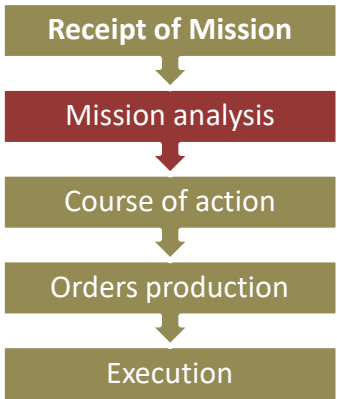 Receipt of Mission
Mission analysis
Course of action
Orders production
Execution